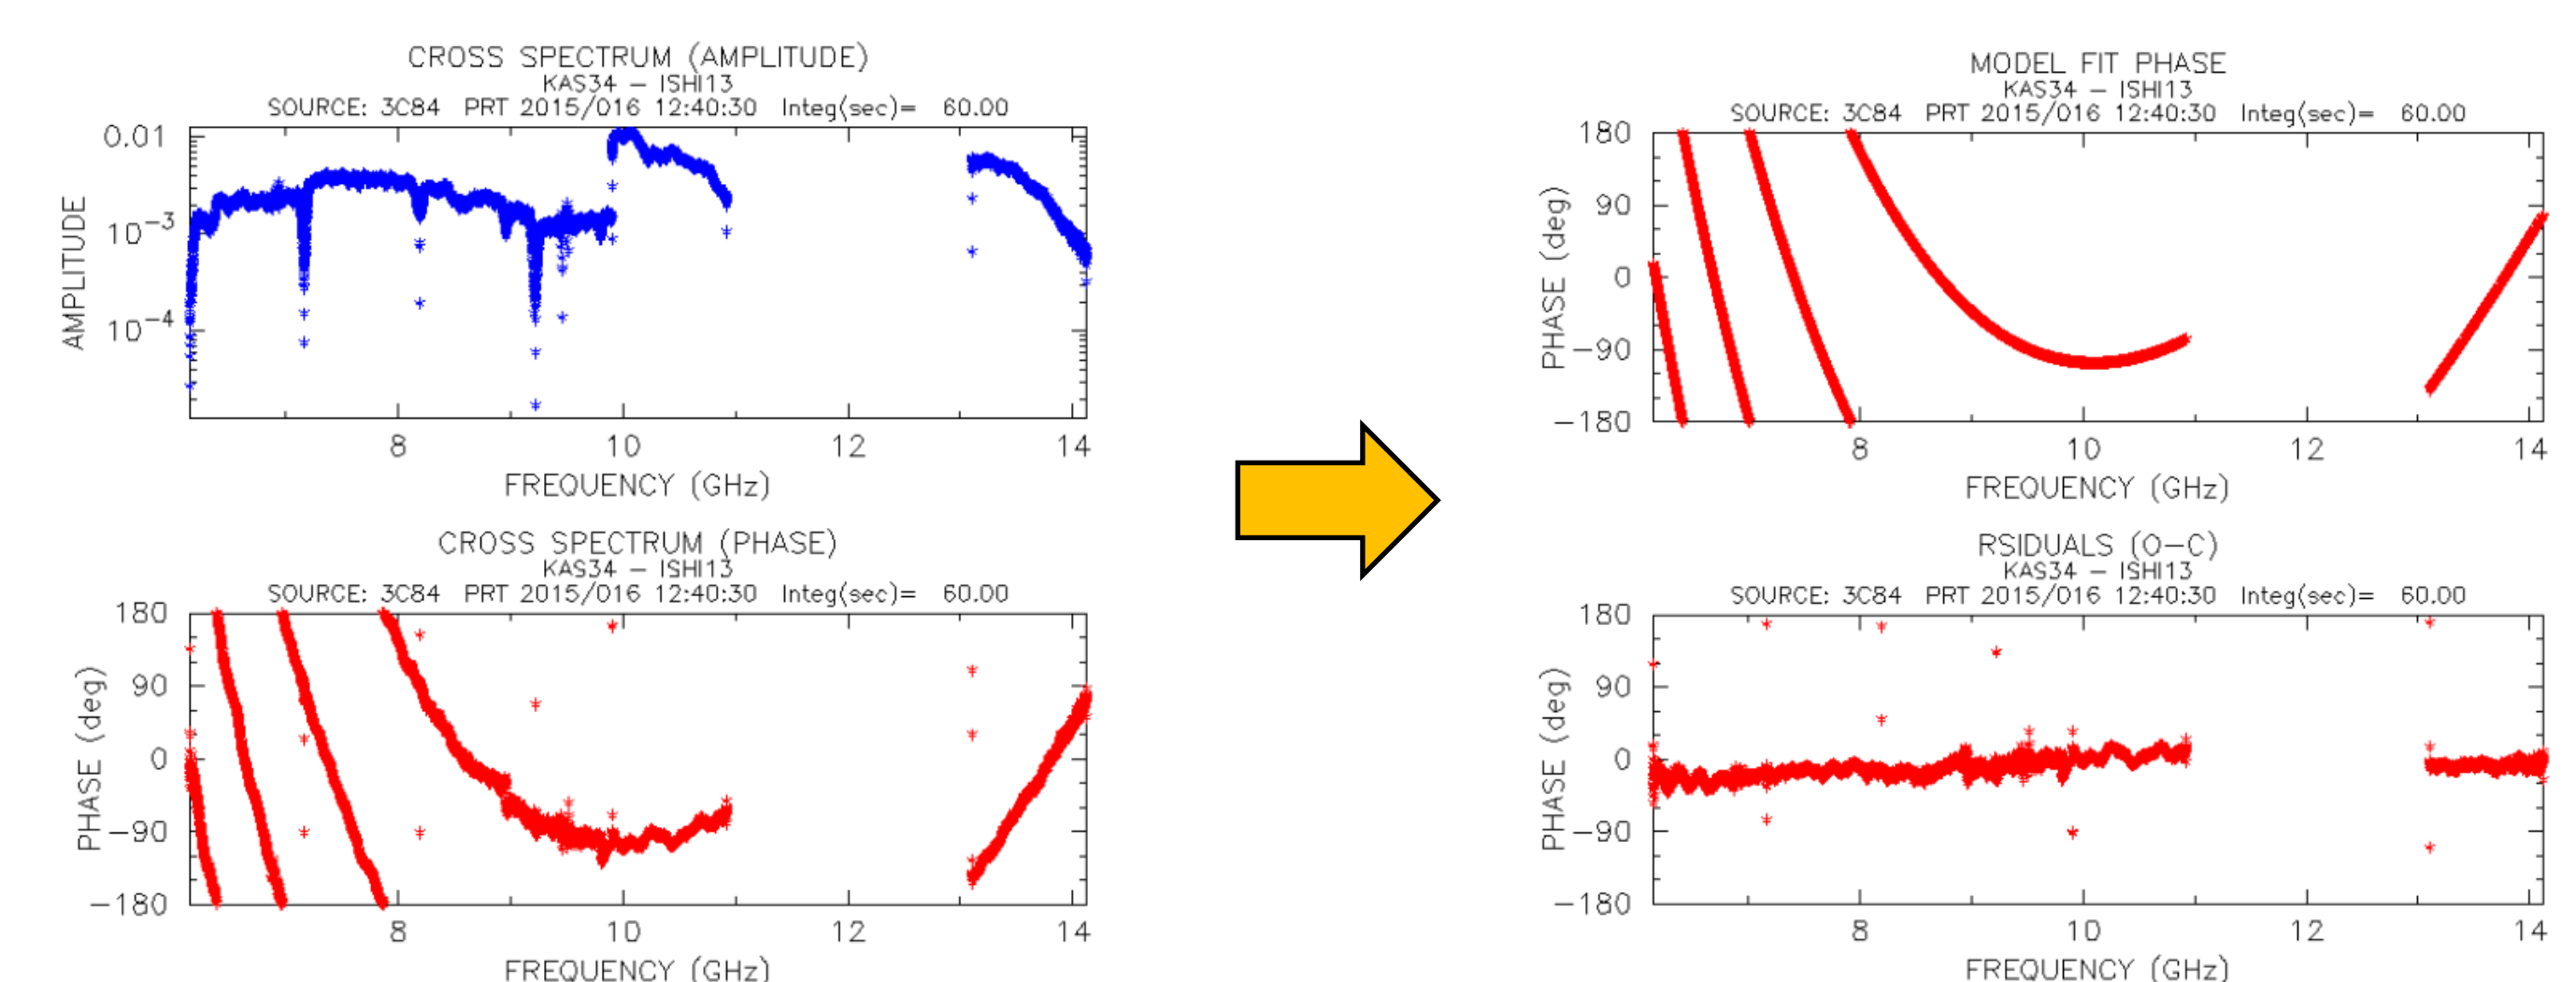 CROSS SPECTRUM (AMPLITUDE)
KAS34 – ISHI13
SOURCE: 3C84 PRT 2015/016 12:40:30 Integ(sec)= 60.00
AMPLITUDE
0.01
10⁻³
10⁻⁴
8 10 12 14
FREQUENCY (GHz)
CROSS SPECTRUM (PHASE)
KAS34 – ISHI13
SOURCE: 3C84 PRT 2015/016 12:40:30 Integ(sec)= 60.00
PHASE (deg)
180
90
0
−90
−180
8 10 12 14
FREQUENCY (GHz)
MODEL FIT PHASE
KAS34 – ISHI13
SOURCE: 3C84 PRT 2015/016 12:40:30 Integ(sec)= 60.00
PHASE (deg)
180
90
0
−90
−180
8 10 12 14
FREQUENCY (GHz)
RSIDUALS (O–C)
KAS34 – ISHI13
SOURCE: 3C84 PRT 2015/016 12:40:30 Integ(sec)= 60.00
PHASE (deg)
180
90
0
−90
−180
8 10 12 14
FREQUENCY (GHz)